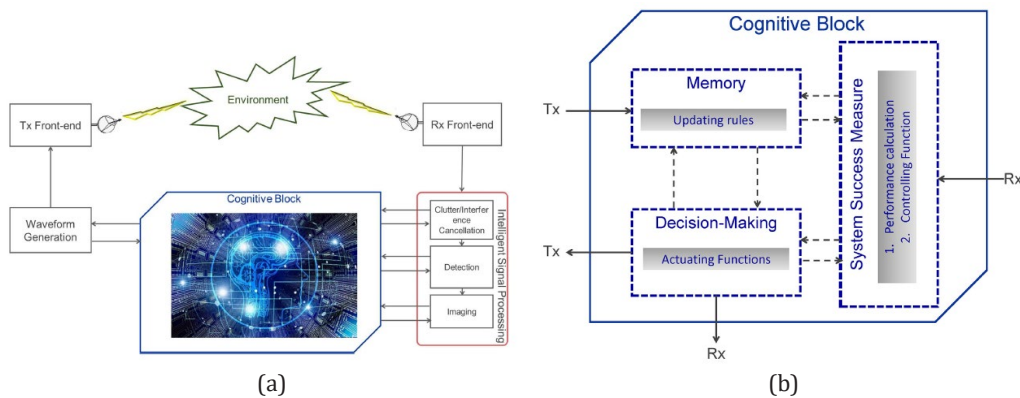 Environment
Tx Front-end
Rx Front-end
Waveform
Generation
Cognitive Block
Clutter/Interfer
ence
Cancellation
Detection
Imaging
Intelligent Signal Processing
(a)
Cognitive Block
Memory
Updating rules
Tx
Decision-Making
Actuating Functions
Tx
Rx
System Success Measure
1. Performance calculation
2. Controlling Function
Rx
(b)